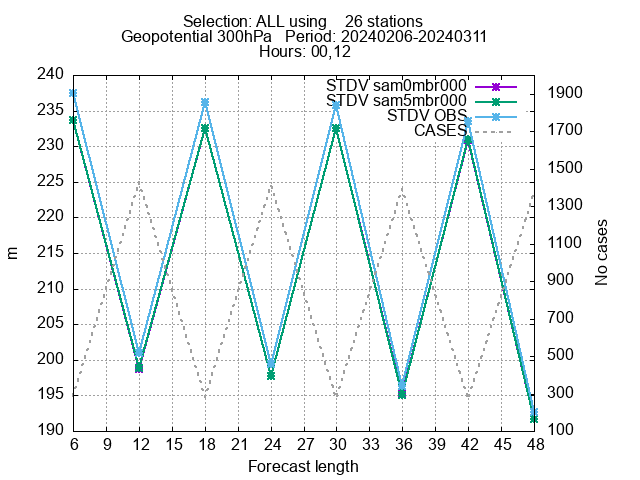 Selection: ALL using    26 stations
Geopotential 300hPa   Period: 20240206-20240311
Hours: 00,12
STDV sam0mbr000
STDV sam5mbr000
STDV OBS
CASES
240
235
230
225
220
215
210
205
200
195
190
m
1900
1700
1500
1300
1100
900
700
500
300
100
No cases
6 9 12 15 18 21 24 27 30 33 36 39 42 45 48
Forecast length